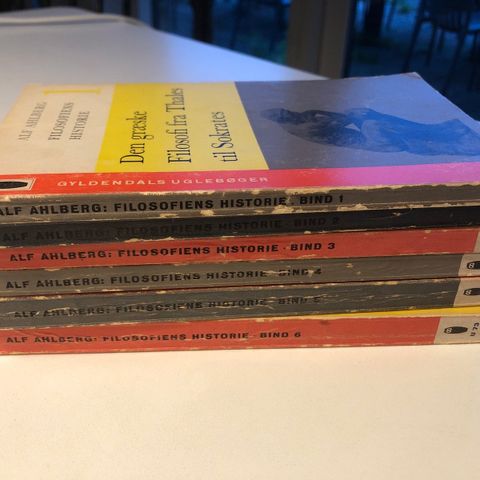 ALF AHLBERG
FILOSOFIENS
HISTORIE
1
Den græske
Filosofi fra Thales
til Sokrates
GYLDENDALS UGLEBØGER
ALF AHLBERG: FILOSOFIENS HISTORIE · BIND 1
ALF AHLBERG: FILOSOFIENS HISTORIE · BIND 2
ALF AHLBERG: FILOSOFIENS HISTORIE · BIND 3
ALF AHLBERG: FILOSOFIENS HISTORIE · BIND 4
ALF AHLBERG: FILOSOFIENS HISTORIE · BIND 5
ALF AHLBERG: FILOSOFIENS HISTORIE · BIND 6